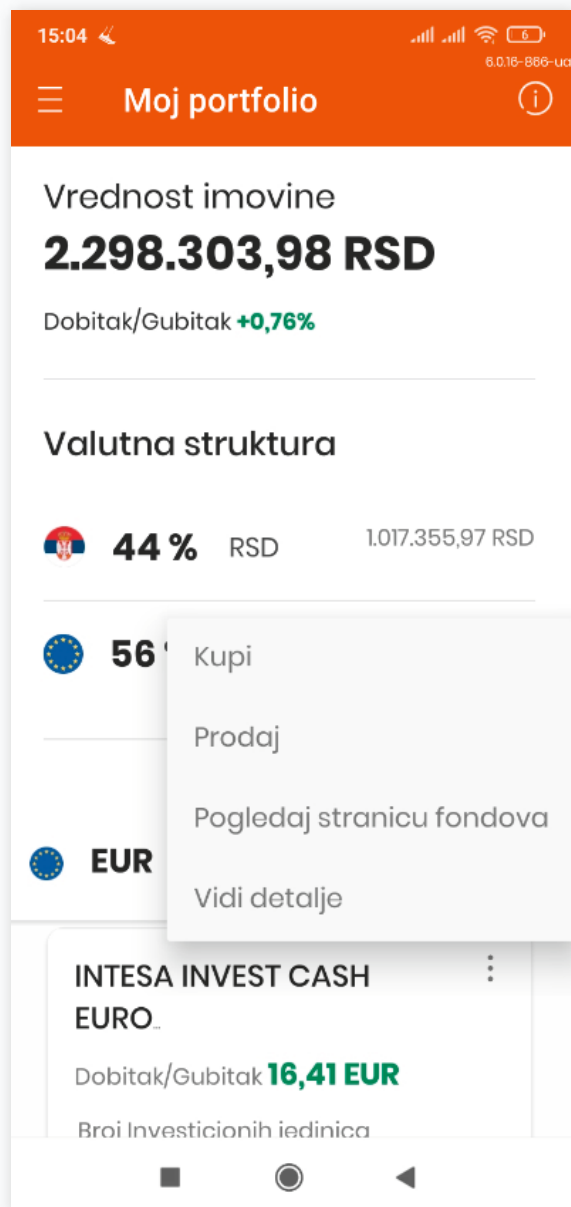 15:04
6
6.0.16-866-ua
Moj portfolio
Vrednost imovine
2.298.303,98 RSD
Dobitak/Gubitak +0,76%
Valutna struktura
44 % RSD 1.017.355,97 RSD
56
Kupi
Prodaj
Pogledaj stranicu fondova
Vidi detalje
EUR
INTESA INVEST CASH
EURO...
Dobitak/Gubitak 16,41 EUR
Broj Investicionih jedinica